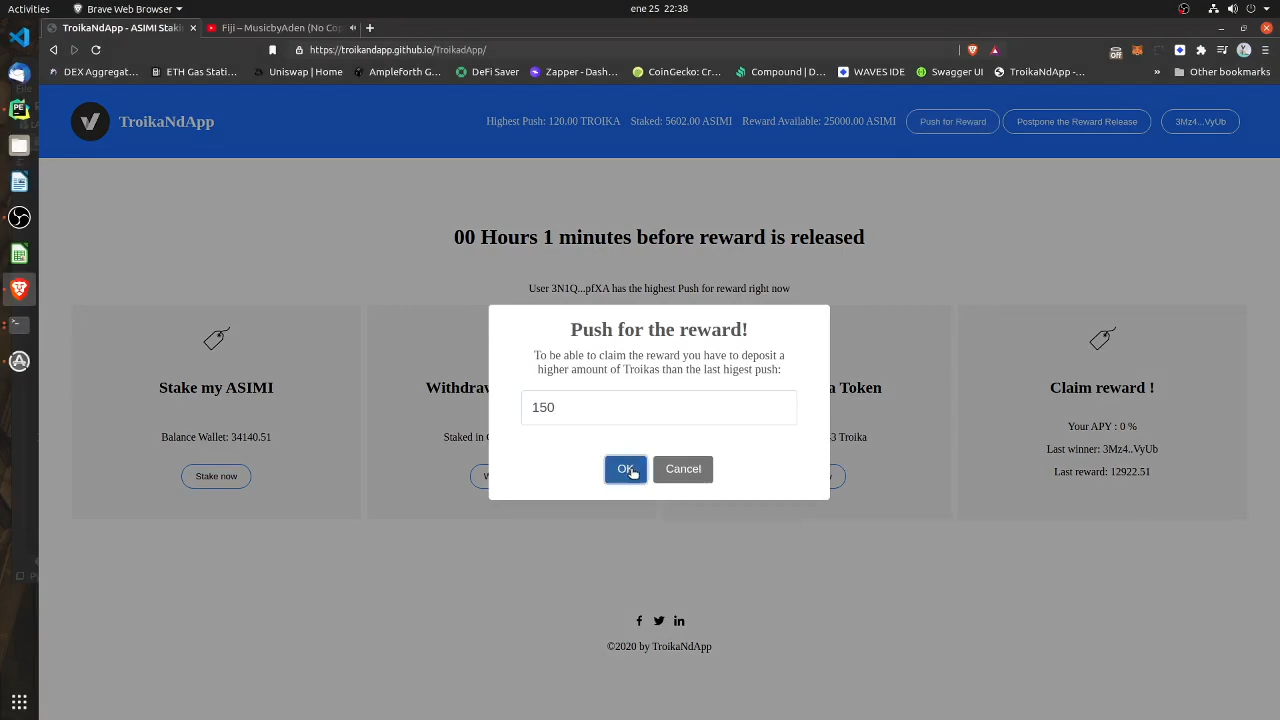 Activities
Brave Web Browser
ene 25 22:38
TroikaNdApp - ASIMI Staki
Fiji – MusicbyAden (No Cop
https://troikandapp.github.io/TroikadApp/
off
DEX Aggregat...
ETH Gas Stati...
Uniswap | Home
Ampleforth G...
DeFi Saver
Zapper - Dash...
CoinGecko: Cr...
Compound | D...
WAVES IDE
Swagger UI
TroikaNdApp -...
»
Other bookmarks
TroikaNdApp
Highest Push: 120.00 TROIKA
Staked: 5602.00 ASIMI
Reward Available: 25000.00 ASIMI
Push for Reward
Postpone the Reward Release
3Mz4...VyUb
00 Hours 1 minutes before reward is released
User 3N1Q...pfXA has the highest Push for reward right now
Push for the reward!
To be able to claim the reward you have to deposit a
higher amount of Troikas than the last higest push:
150
OK
Cancel
Stake my ASIMI
Balance Wallet: 34140.51
Stake now
Withdraw
Staked in
Token
Troika
Claim reward !
Your APY : 0 %
Last winner: 3Mz4..VyUb
Last reward: 12922.51
©2020 by TroikaNdApp